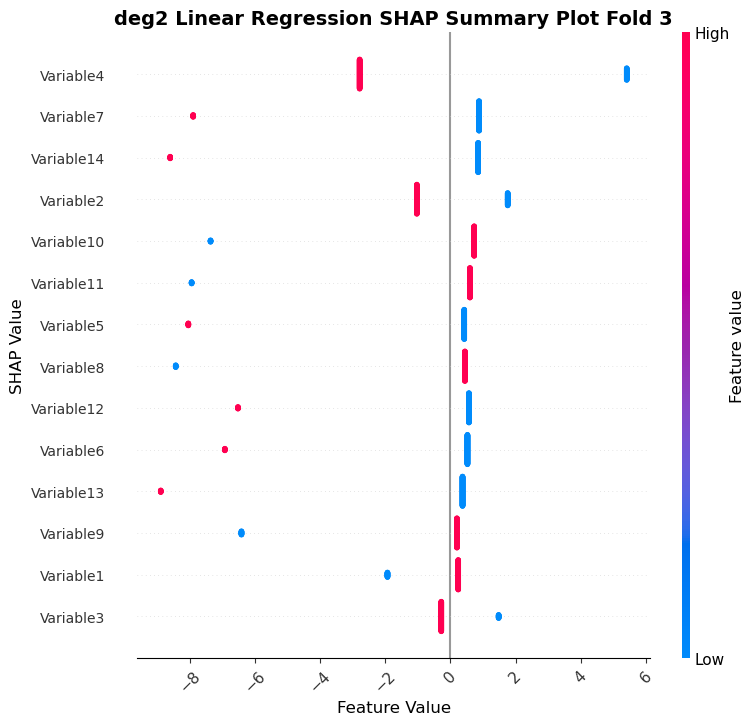 deg2 Linear Regression SHAP Summary Plot Fold 3
High
Variable4
Variable7
Variable14
Variable2
Variable10
Variable11
Variable5
Variable8
Variable12
Variable6
Variable13
Variable9
Variable1
Variable3
SHAP Value
Feature value
Low
−8 −6 −4 −2 0 2 4 6
Feature Value